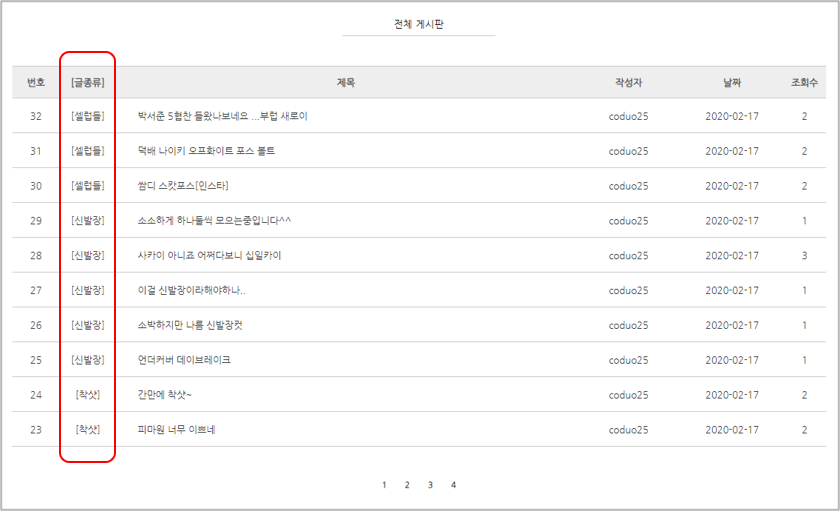 전체 게시판
번호 [글종류] 제목 작성자 날짜 조회수
32 [셀럽들] 박서준 5협찬 들왔나보네요 ...부럽 새로이 coduo25 2020-02-17 2
31 [셀럽들] 덕배 나이키 오프화이트 포스 볼트 coduo25 2020-02-17 2
30 [셀럽들] 쌈디 스캇포스[인스타] coduo25 2020-02-17 2
29 [신발장] 소소하게 하나둘씩 모으는중입니다^^ coduo25 2020-02-17 1
28 [신발장] 사카이 아니죠 어쩌다보니 십일카이 coduo25 2020-02-17 3
27 [신발장] 이걸 신발장이라해야하나.. coduo25 2020-02-17 1
26 [신발장] 소박하지만 나름 신발장컷 coduo25 2020-02-17 1
25 [신발장] 언더커버 데이브레이크 coduo25 2020-02-17 1
24 [착샷] 간만에 착샷~ coduo25 2020-02-17 2
23 [착샷] 피마원 너무 이쁘네 coduo25 2020-02-17 2
1 2 3 4